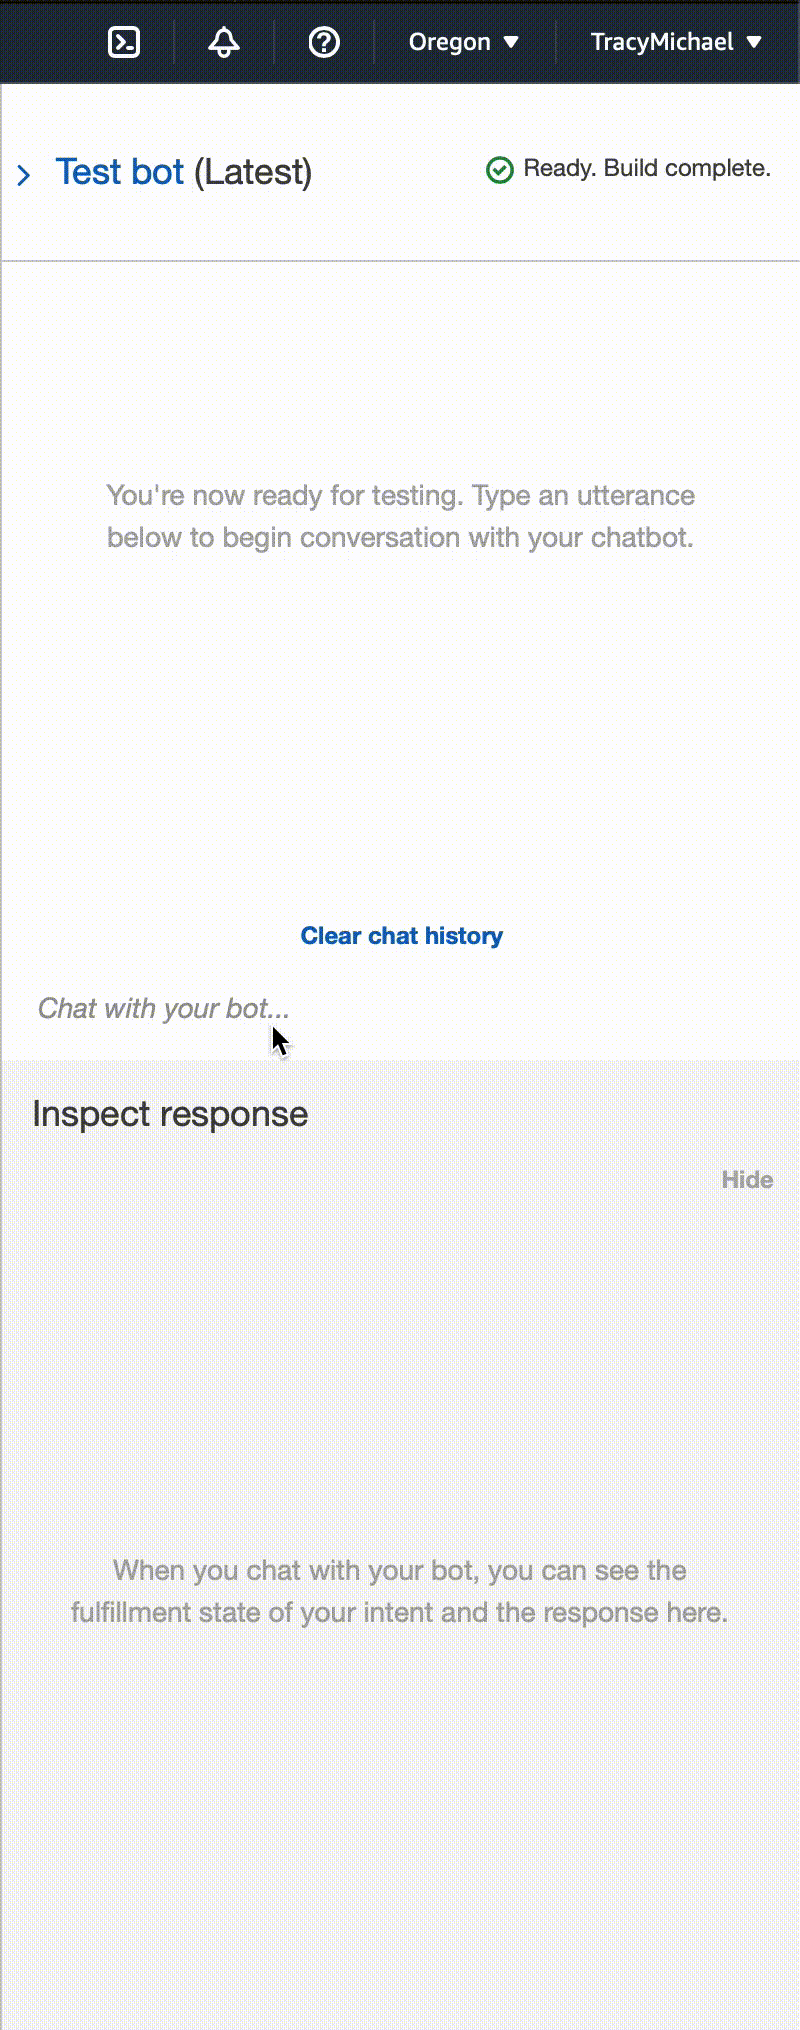 Oregon ▼ TracyMichael ▼
Test bot (Latest) Ready. Build complete.
You're now ready for testing. Type an utterance
below to begin conversation with your chatbot.
Clear chat history
Chat with your bot...
Inspect response
Hide
When you chat with your bot, you can see the
fulfillment state of your intent and the response here.